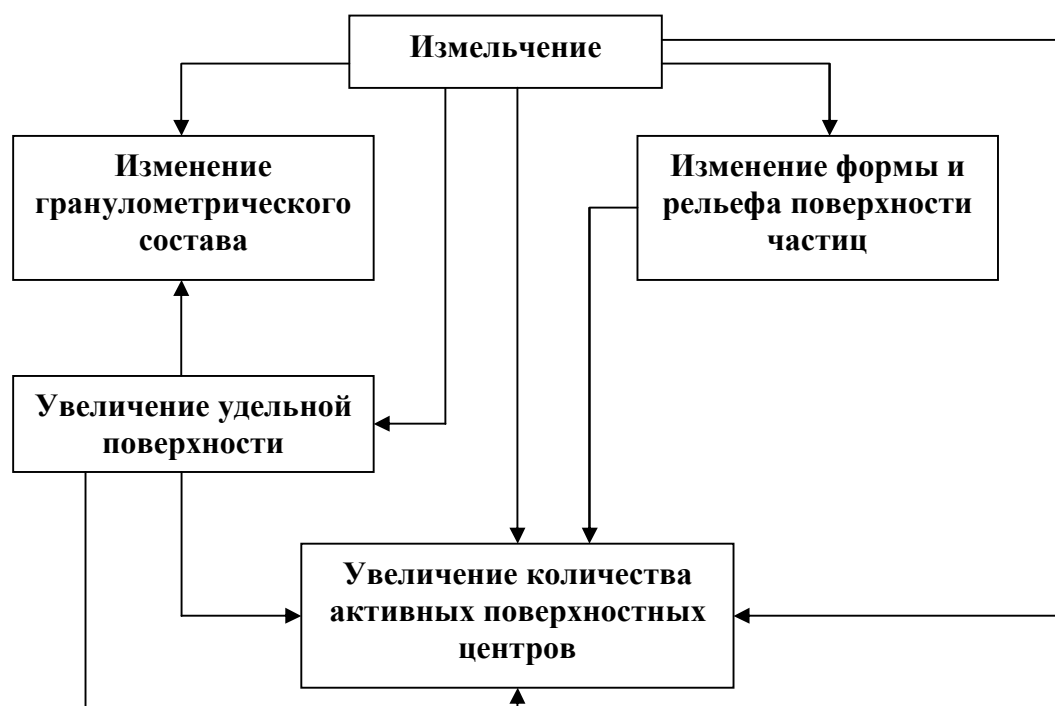 Измельчение
Изменение
гранулометрического
состава
Изменение формы и
рельефа поверхности
частиц
Увеличение удельной
поверхности
Увеличение количества
активных поверхностных
центров